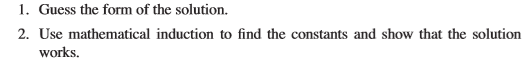 1. Guess the form of the solution.
2. Use mathematical induction to find the constants and show that the solution
works.